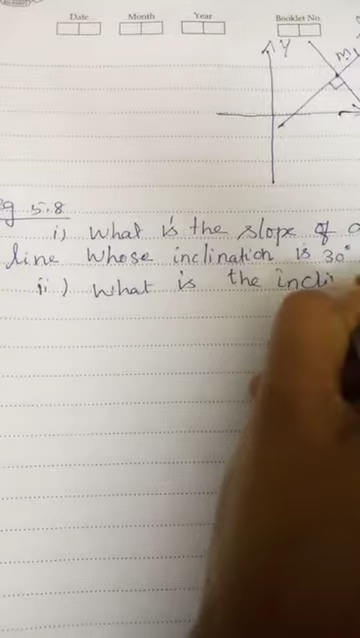 Date Month Year Booklet No
Y
M
5.8
i) What is the slope of a
line whose inclination is 30°
ii) What is the incli